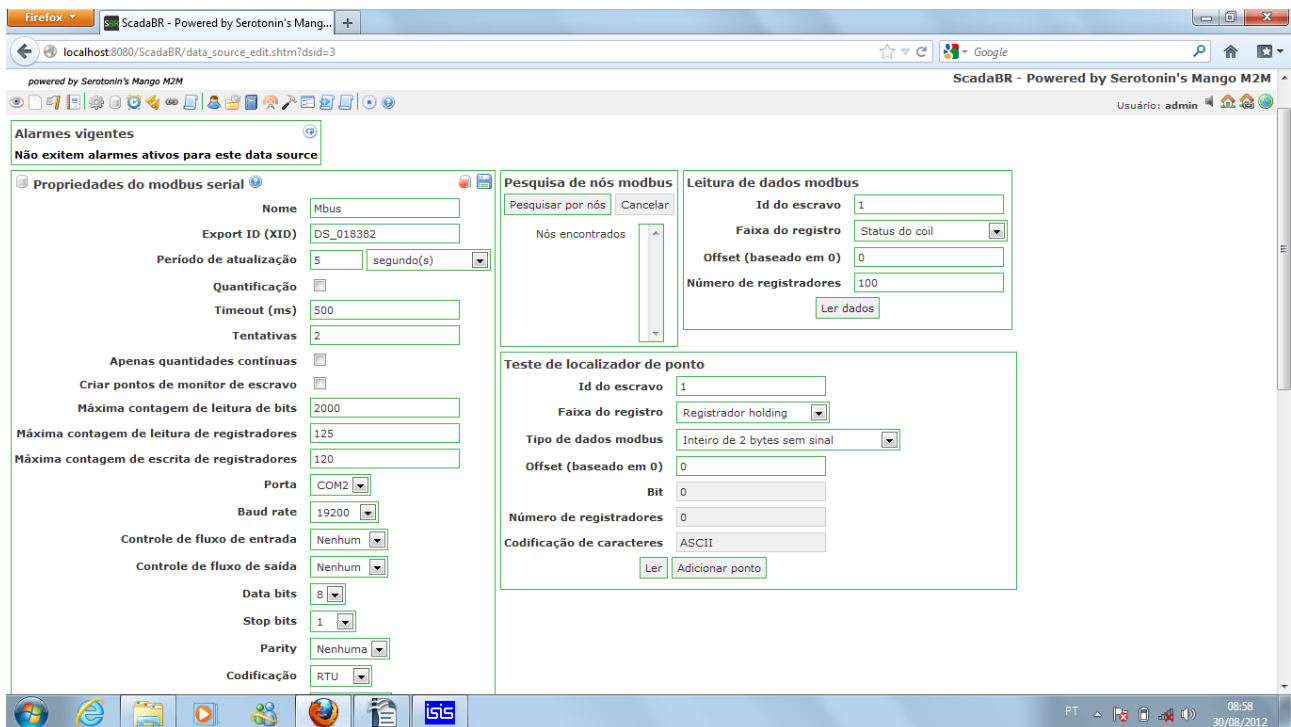 Firefox
SBR ScadaBR - Powered by Serotonin's Mang...
localhost:8080/ScadaBR/data_source_edit.shtm?dsid=3
Google
powered by Serotonin's Mango M2M
ScadaBR - Powered by Serotonin's Mango M2M
Usuário: admin
Alarmes vigentes
Não exitem alarmes ativos para este data source
Propriedades do modbus serial
Nome Mbus
Export ID (XID) DS_018382
Período de atualização 5 segundo(s)
Quantificação
Timeout (ms) 500
Tentativas 2
Apenas quantidades contínuas
Criar pontos de monitor de escravo
Máxima contagem de leitura de bits 2000
Máxima contagem de leitura de registradores 125
Máxima contagem de escrita de registradores 120
Porta COM2
Baud rate 19200
Controle de fluxo de entrada Nenhum
Controle de fluxo de saída Nenhum
Data bits 8
Stop bits 1
Parity Nenhuma
Codificação RTU
Pesquisa de nós modbus
Pesquisar por nós Cancelar
Nós encontrados
Leitura de dados modbus
Id do escravo 1
Faixa do registro Status do coil
Offset (baseado em 0) 0
Número de registradores 100
Ler dados
Teste de localizador de ponto
Id do escravo 1
Faixa do registro Registrador holding
Tipo de dados modbus Inteiro de 2 bytes sem sinal
Offset (baseado em 0) 0
Bit 0
Número de registradores 0
Codificação de caracteres ASCII
Ler Adicionar ponto
isis
PT
08:58
30/08/2012